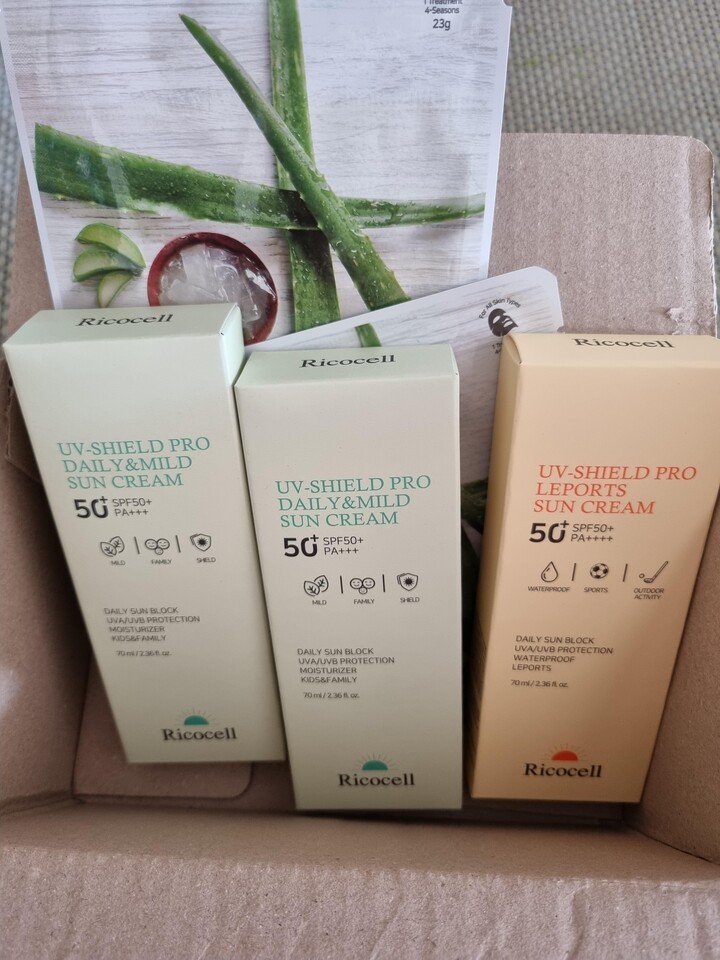 1 Treatment
4-Seasons
23g
For All Skin Types
Ricocell
UV-SHIELD PRO
DAILY&MILD
SUN CREAM
50+ SPF50+
PA+++
MILD FAMILY SHIELD
DAILY SUN BLOCK
UVA/UVB PROTECTION
MOISTURIZER
KIDS&FAMILY
70 ml / 2.36 fl. oz.
Ricocell
Ricocell
UV-SHIELD PRO
DAILY&MILD
SUN CREAM
50+ SPF50+
PA+++
MILD FAMILY SHIELD
DAILY SUN BLOCK
UVA/UVB PROTECTION
MOISTURIZER
KIDS&FAMILY
70 ml / 2.36 fl. oz.
Ricocell
Ricocell
UV-SHIELD PRO
LEPORTS
SUN CREAM
50+ SPF50+
PA++++
WATERPROOF SPORTS OUTDOOR
ACTIVITY
DAILY SUN BLOCK
UVA/UVB PROTECTION
WATERPROOF
LEPORTS
70 ml / 2.36 fl. oz.
Ricocell